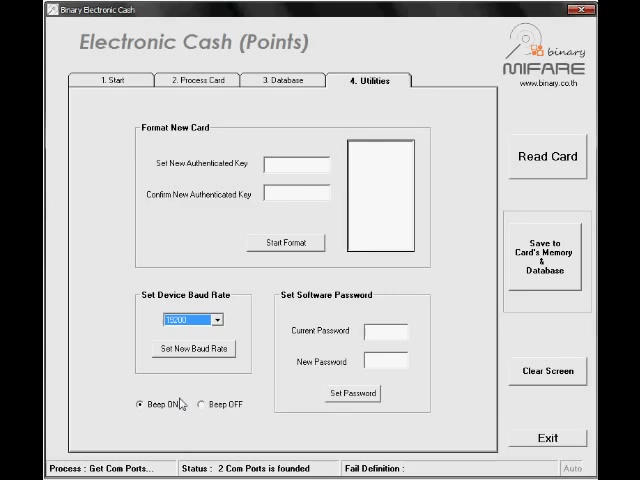 Binary Electronic Cash
Electronic Cash (Points)
binary
MIFARE
www.binary.co.th
1. Start
2. Process Card
3. Database
4. Utilities
Format New Card
Set New Authenticated Key
Confirm New Authenticated Key
Start Format
Read Card
Save to
Card's Memory
&
Database
Set Device Baud Rate
19200
Set New Baud Rate
Beep ON
Beep OFF
Set Software Password
Current Password
New Password
Set Password
Clear Screen
Exit
Process : Get Com Ports...
Status : 2 Com Ports is founded
Fail Definition :
Auto